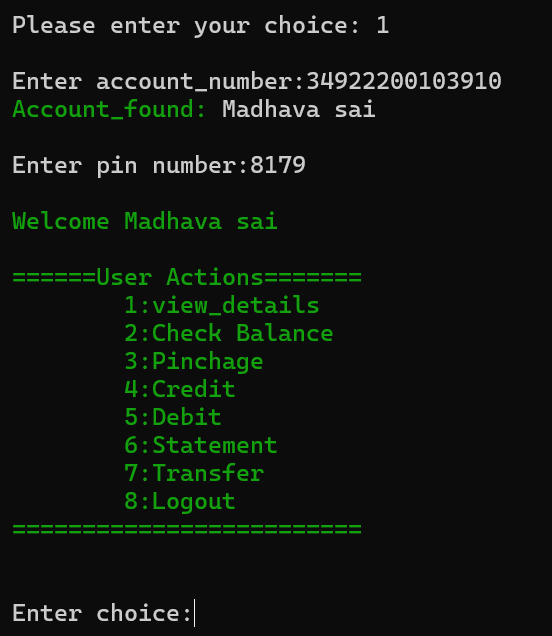 Please enter your choice: 1
Enter account_number:34922200103910
Account_found: Madhava sai
Enter pin number:8179
Welcome Madhava sai
======User Actions=======
1:view_details
2:Check Balance
3:Pinchage
4:Credit
5:Debit
6:Statement
7:Transfer
8:Logout
=========================
Enter choice: